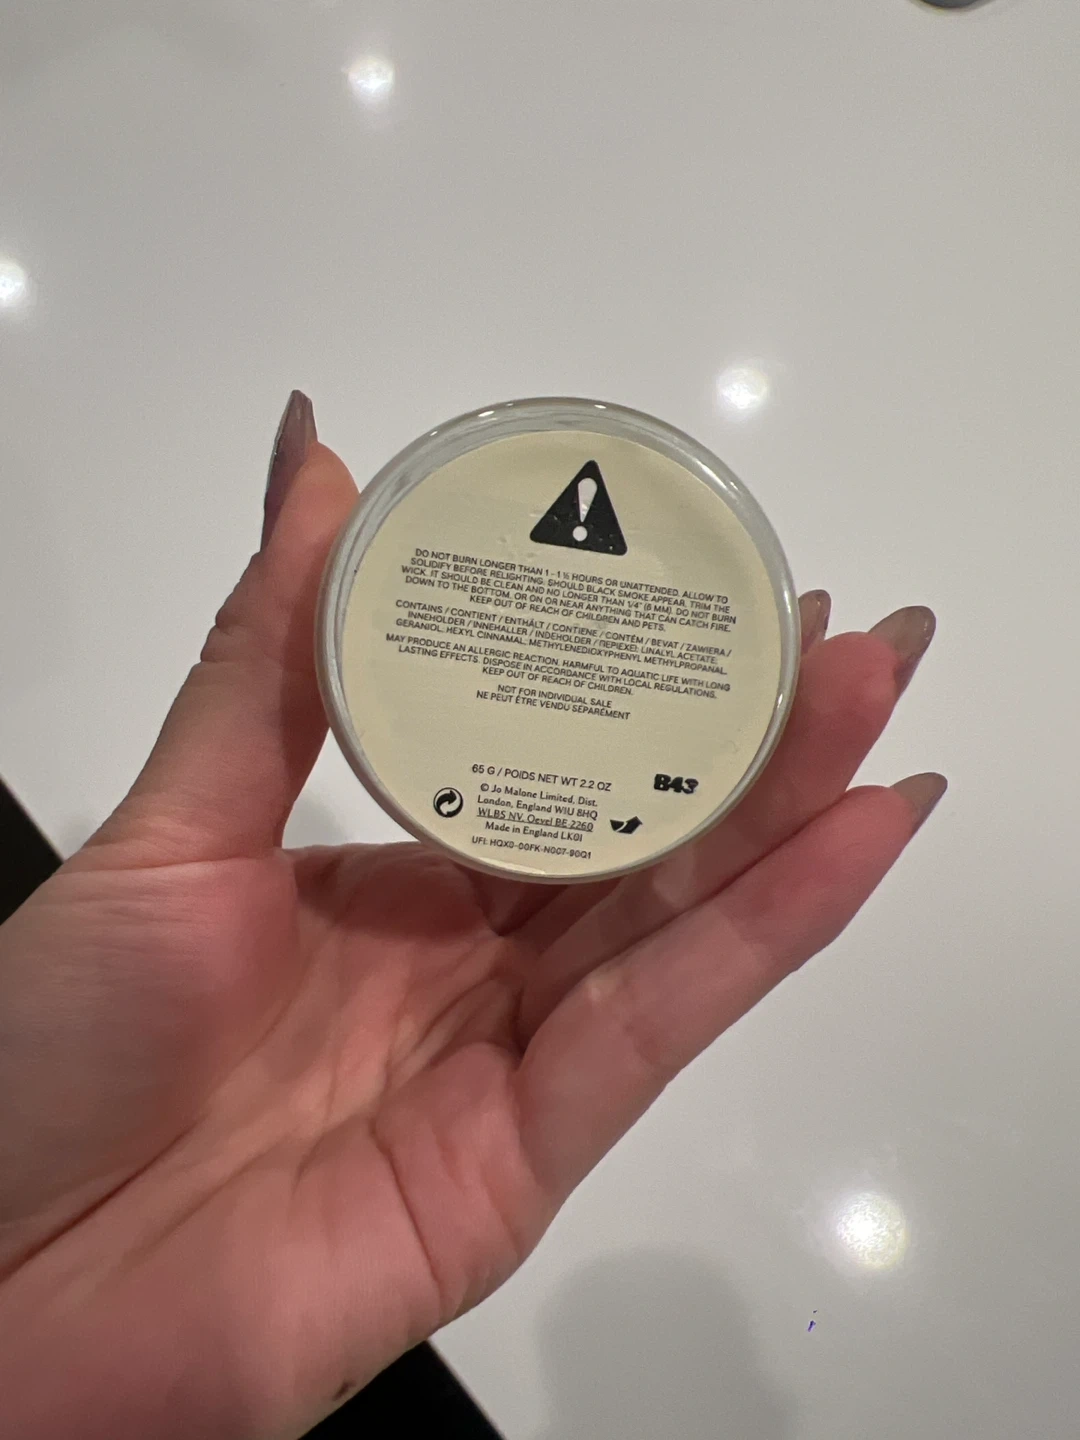 DO NOT BURN LONGER THAN 1 - 1 ½ HOURS OR UNATTENDED. ALLOW TO
SOLIDIFY BEFORE RELIGHTING. SHOULD BLACK SMOKE APPEAR, TRIM THE
WICK. IT SHOULD BE CLEAN AND NO LONGER THAN 1/4" (6 MM). DO NOT BURN
DOWN TO THE BOTTOM, OR ON OR NEAR ANYTHING THAT CAN CATCH FIRE.
KEEP OUT OF REACH OF CHILDREN AND PETS.
CONTAINS / CONTIENT / ENTHÄLT / CONTIENE / CONTÉM / BEVAT / ZAWIERA /
INNEHOLDER / INNEHÅLLER / INDEHOLDER / ΠΕΡΙΕΧΕΙ: LINALYL ACETATE;
GERANIOL; HEXYL CINNAMAL; METHYLENEDIOXYPHENYL METHYLPROPANAL.
MAY PRODUCE AN ALLERGIC REACTION. HARMFUL TO AQUATIC LIFE WITH LONG
LASTING EFFECTS. DISPOSE IN ACCORDANCE WITH LOCAL REGULATIONS.
KEEP OUT OF REACH OF CHILDREN.
NOT FOR INDIVIDUAL SALE
NE PEUT ÊTRE VENDU SÉPARÉMENT
65 G / POIDS NET WT 2.2 OZ
B43
© Jo Malone Limited, Dist.
London, England W1U 8HQ
WLBS NV, Oevel BE-2260
Made in England LK01
UFI: HQX0-00FK-N007-90Q1